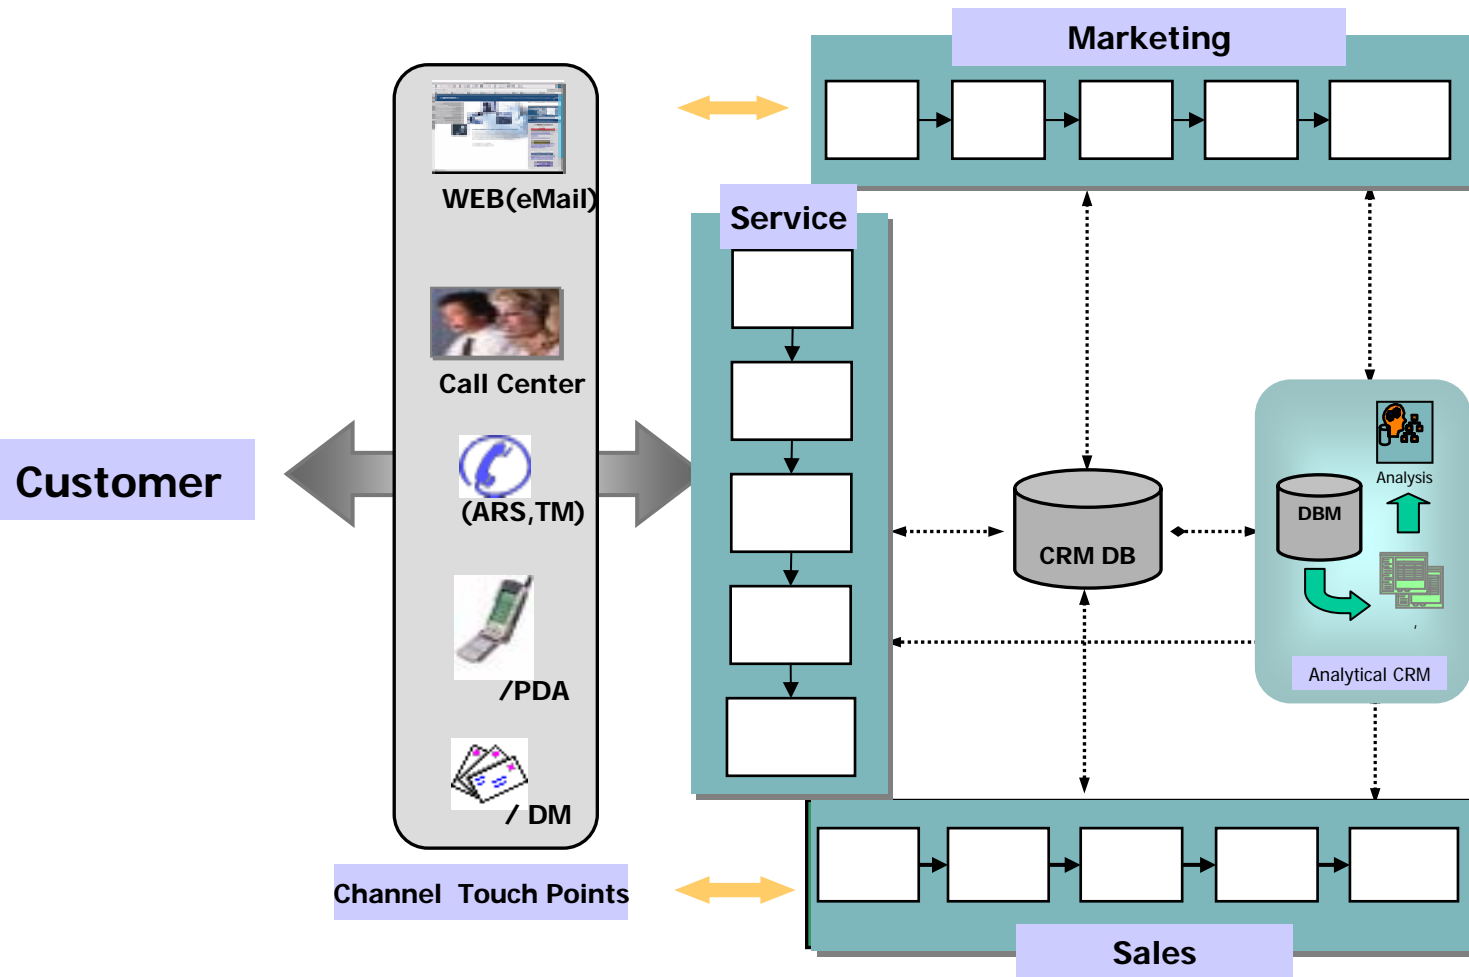 Marketing
WEB(eMail)
Service
Call Center
Customer
(ARS,TM)
Analysis
DBM
CRM DB
,
/PDA
Analytical CRM
/ DM
Channel Touch Points
Sales